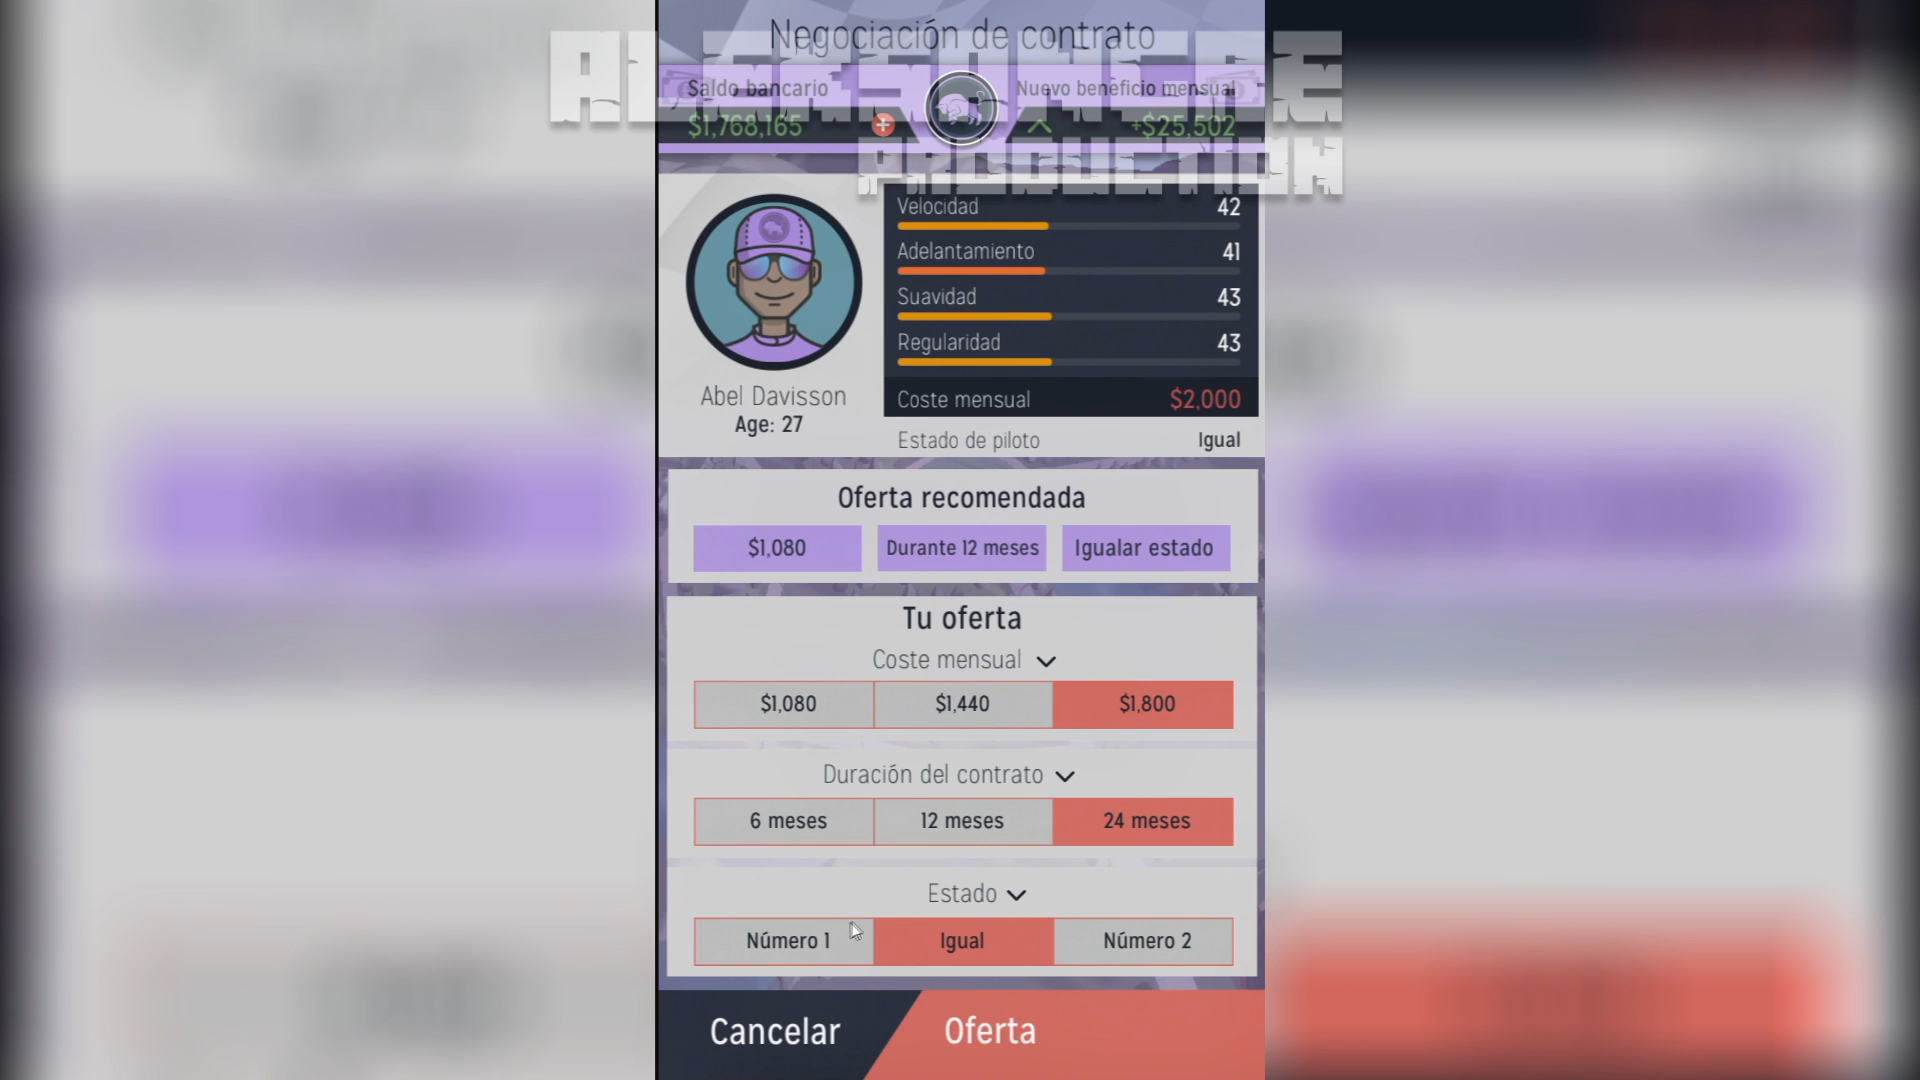 Negociación de contrato
Saldo bancario
Nuevo beneficio mensual
$1,768,165
+$25,502
PRODUCTION
Velocidad 42
Adelantamiento 41
Suavidad 43
Regularidad 43
Coste mensual $2,000
Estado de piloto Igual
Abel Davisson
Age: 27
Oferta recomendada
$1,080 Durante 12 meses Igualar estado
Tu oferta
Coste mensual
$1,080 $1,440 $1,800
Duración del contrato
6 meses 12 meses 24 meses
Estado
Número 1 Igual Número 2
Cancelar Oferta